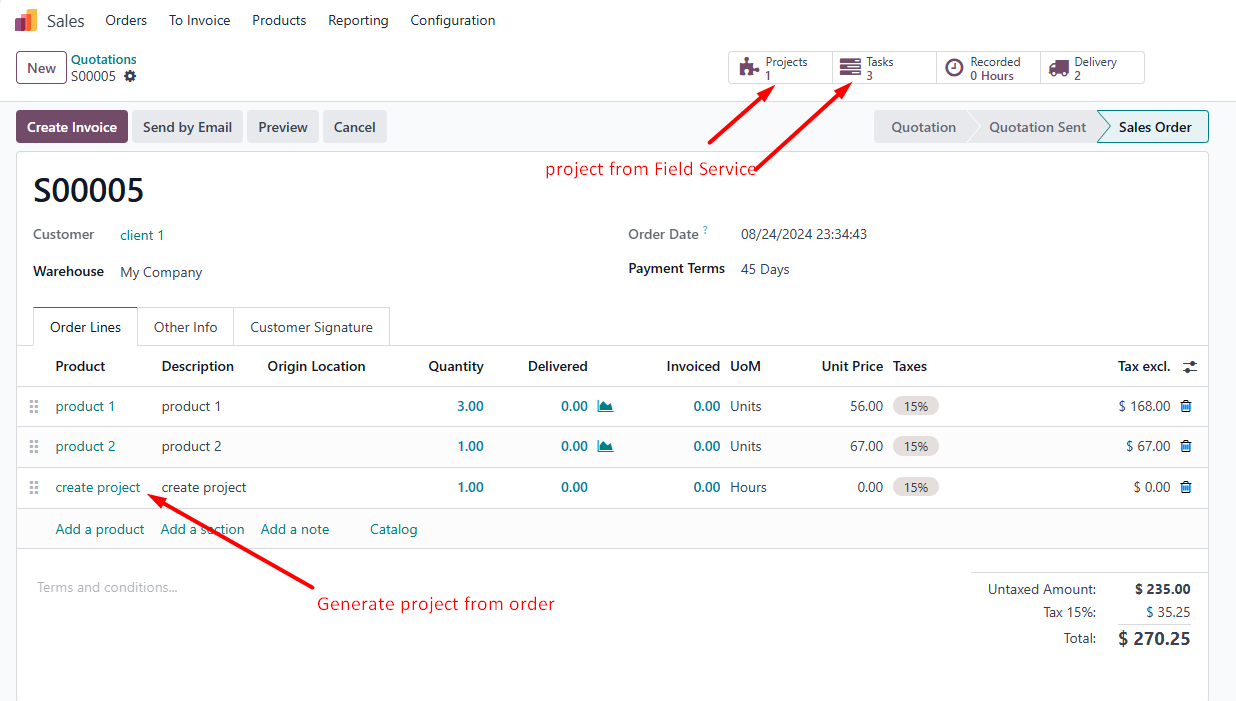 Sales Orders To Invoice Products Reporting Configuration
New Quotations
S00005
Projects
1
Tasks
3
Recorded
0 Hours
Delivery
2
Create Invoice Send by Email Preview Cancel Quotation Quotation Sent Sales Order
project from Field Service
S00005
Customer client 1 Order Date ? 08/24/2024 23:34:43
Warehouse My Company Payment Terms 45 Days
Order Lines Other Info Customer Signature
Product Description Origin Location Quantity Delivered Invoiced UoM Unit Price Taxes Tax excl.
product 1 product 1 3.00 0.00 0.00 Units 56.00 15% $ 168.00
product 2 product 2 1.00 0.00 0.00 Units 67.00 15% $ 67.00
create project create project 1.00 0.00 0.00 Hours 0.00 15% $ 0.00
Add a product Add a section Add a note Catalog
Terms and conditions...
Generate project from order
Untaxed Amount: $ 235.00
Tax 15%: $ 35.25
Total: $ 270.25